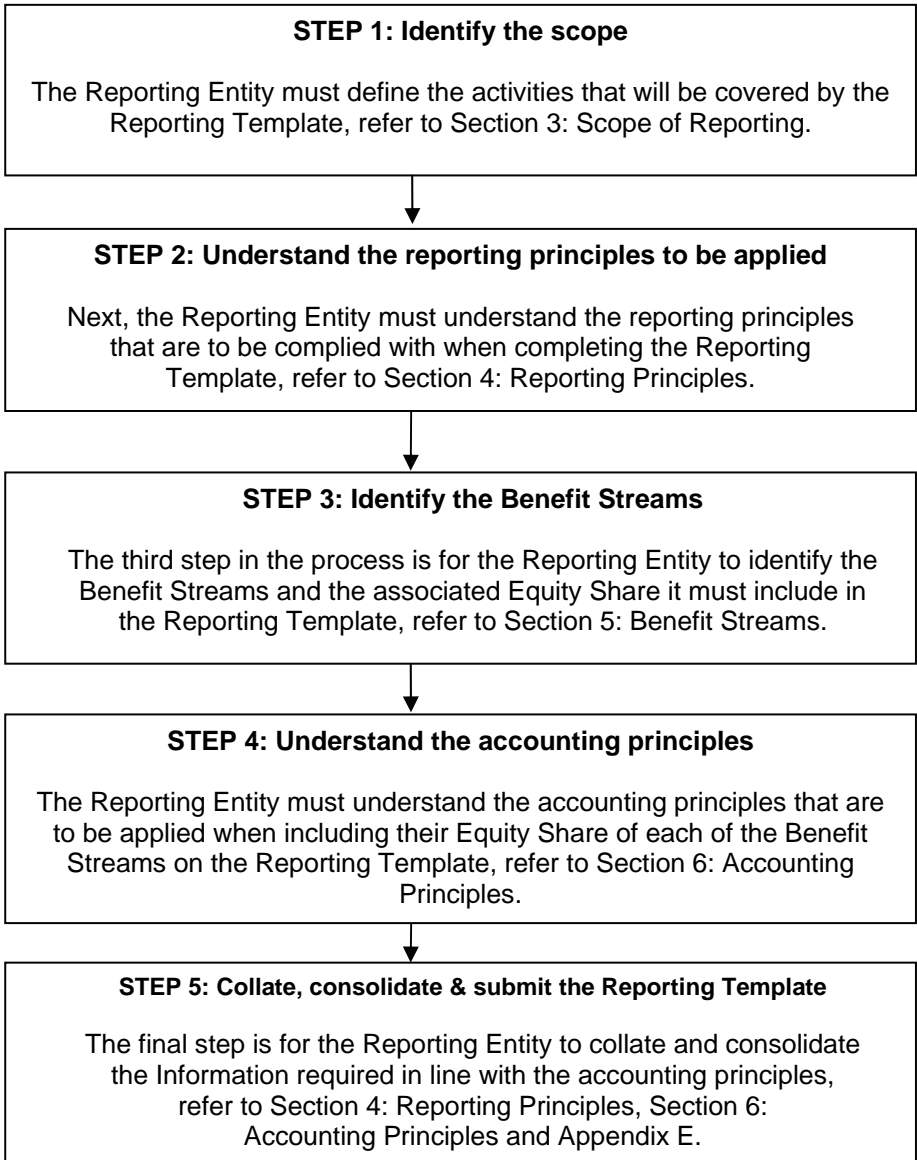 STEP 1: Identify the scope
The Reporting Entity must define the activities that will be covered by the
Reporting Template, refer to Section 3: Scope of Reporting.
STEP 2: Understand the reporting principles to be applied
Next, the Reporting Entity must understand the reporting principles
that are to be complied with when completing the Reporting
Template, refer to Section 4: Reporting Principles.
STEP 3: Identify the Benefit Streams
The third step in the process is for the Reporting Entity to identify the
Benefit Streams and the associated Equity Share it must include in
the Reporting Template, refer to Section 5: Benefit Streams.
STEP 4: Understand the accounting principles
The Reporting Entity must understand the accounting principles that are
to be applied when including their Equity Share of each of the Benefit
Streams on the Reporting Template, refer to Section 6: Accounting
Principles.
STEP 5: Collate, consolidate & submit the Reporting Template
The final step is for the Reporting Entity to collate and consolidate
the Information required in line with the accounting principles,
refer to Section 4: Reporting Principles, Section 6:
Accounting Principles and Appendix E.